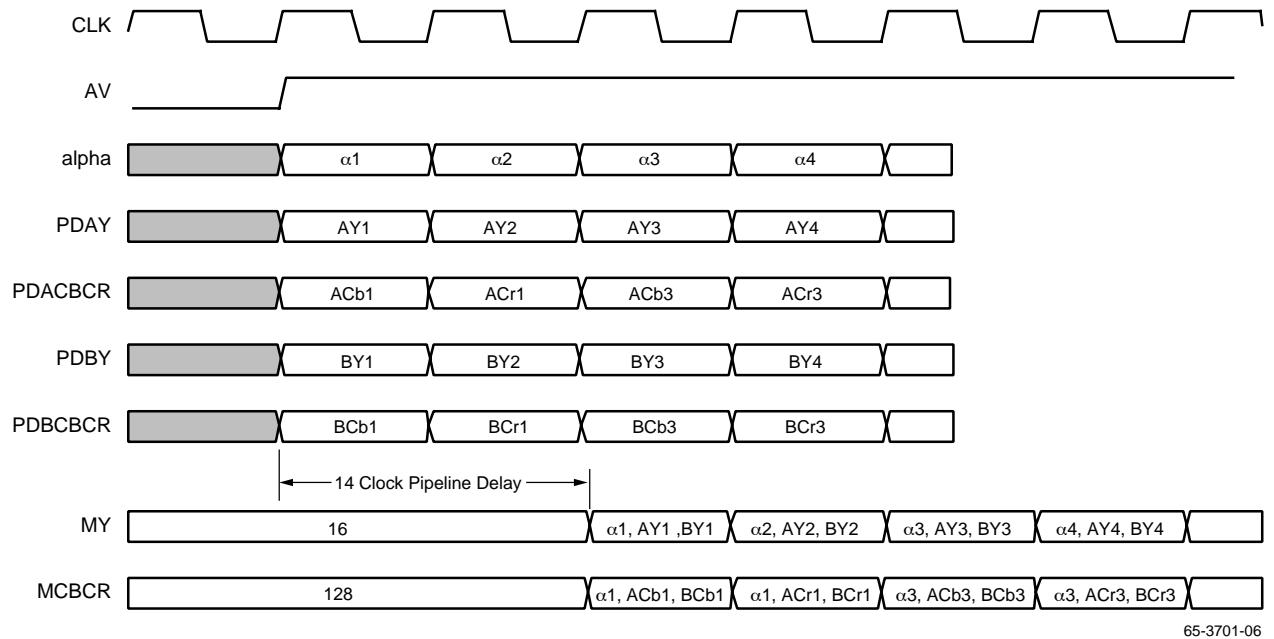 CLK
AV
alpha α1 α2 α3 α4
PDAY AY1 AY2 AY3 AY4
PDACBCR ACb1 ACr1 ACb3 ACr3
PDBY BY1 BY2 BY3 BY4
PDBCBCR BCb1 BCr1 BCb3 BCr3
14 Clock Pipeline Delay
MY 16 α1, AY1 ,BY1 α2, AY2, BY2 α3, AY3, BY3 α4, AY4, BY4
MCBCR 128 α1, ACb1, BCb1 α1, ACr1, BCr1 α3, ACb3, BCb3 α3, ACr3, BCr3
65-3701-06